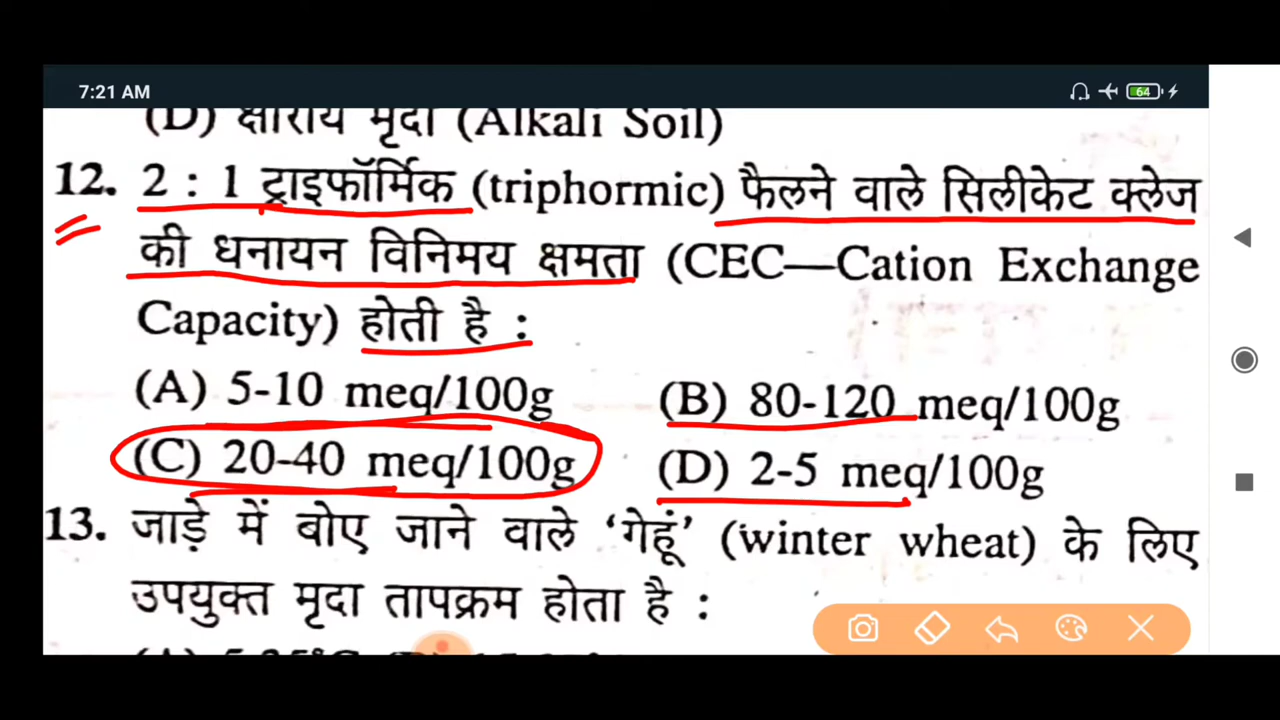 7:21 AM
64
(D) क्षारीय मृदा (Alkali Soil)
12. 2 : 1 ट्राइफॉर्मिक (triphormic) फैलने वाले सिलीकेट क्लेज
की धनायन विनिमय क्षमता (CEC—Cation Exchange
Capacity) होती है :
(A) 5-10 meq/100g (B) 80-120 meq/100g
(C) 20-40 meq/100g (D) 2-5 meq/100g
13. जाड़े में बोए जाने वाले ‘गेहूं’ (winter wheat) के लिए
उपयुक्त मृदा तापक्रम होता है :